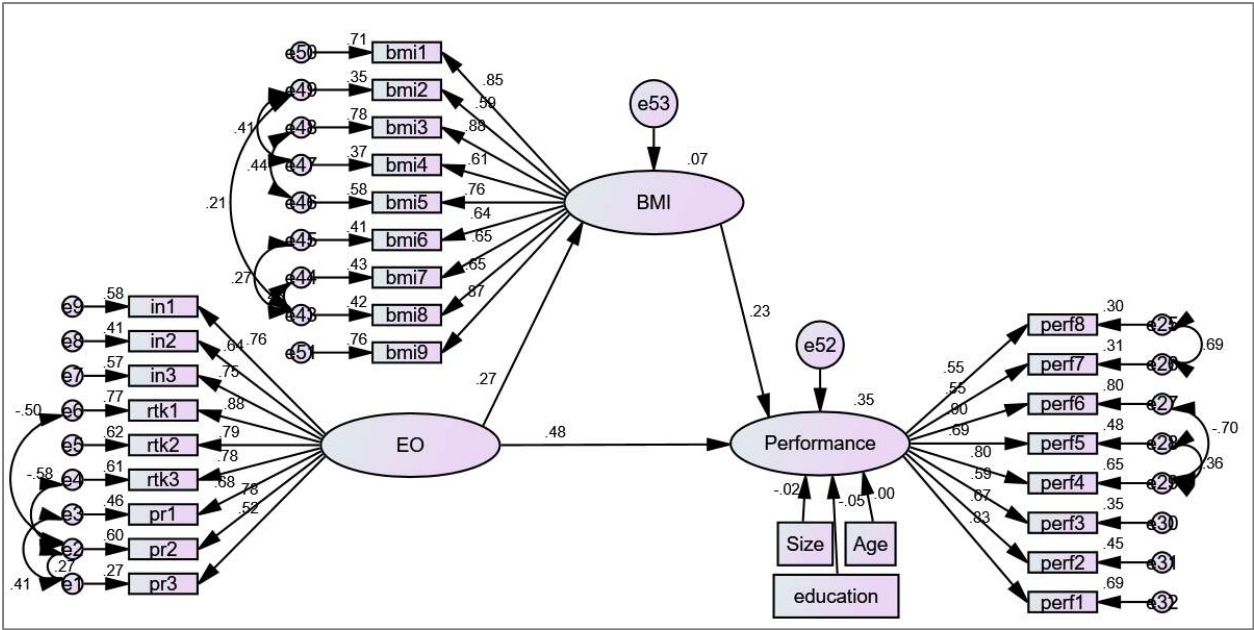 e50 .71 bmi1
.85
e49 .35 bmi2
.59
e48 .78 bmi3
.88
.41
e47 .37 bmi4
.61
.44
e46 .58 bmi5
.76
.21
e45 .41 bmi6
.64
e44 .43 bmi7
.65
.27
e43 .42 bmi8
.65
e51 .76 bmi9
.87
e53
.07
BMI
.27
.23
e9 .58 in1
.76
e8 .41 in2
.64
e7 .57 in3
.75
e6 .77 rtk1
.88
-.50
e5 .62 rtk2
.79
e4 .61 rtk3
.78
-.58
e3 .46 pr1
.68
e2 .60 pr2
.78
.27
e1 .27 pr3
.52
.41
EO
.48
e52
.35
Performance
-.02
-.05
.00
Size
Age
education
perf8 .30 e25
.55
.69
perf7 .31 e26
.55
perf6 .80 e27
.90
-.70
perf5 .48 e28
.69
.36
perf4 .65 e29
.80
perf3 .35 e30
.59
perf2 .45 e31
.67
perf1 .69 e32
.83